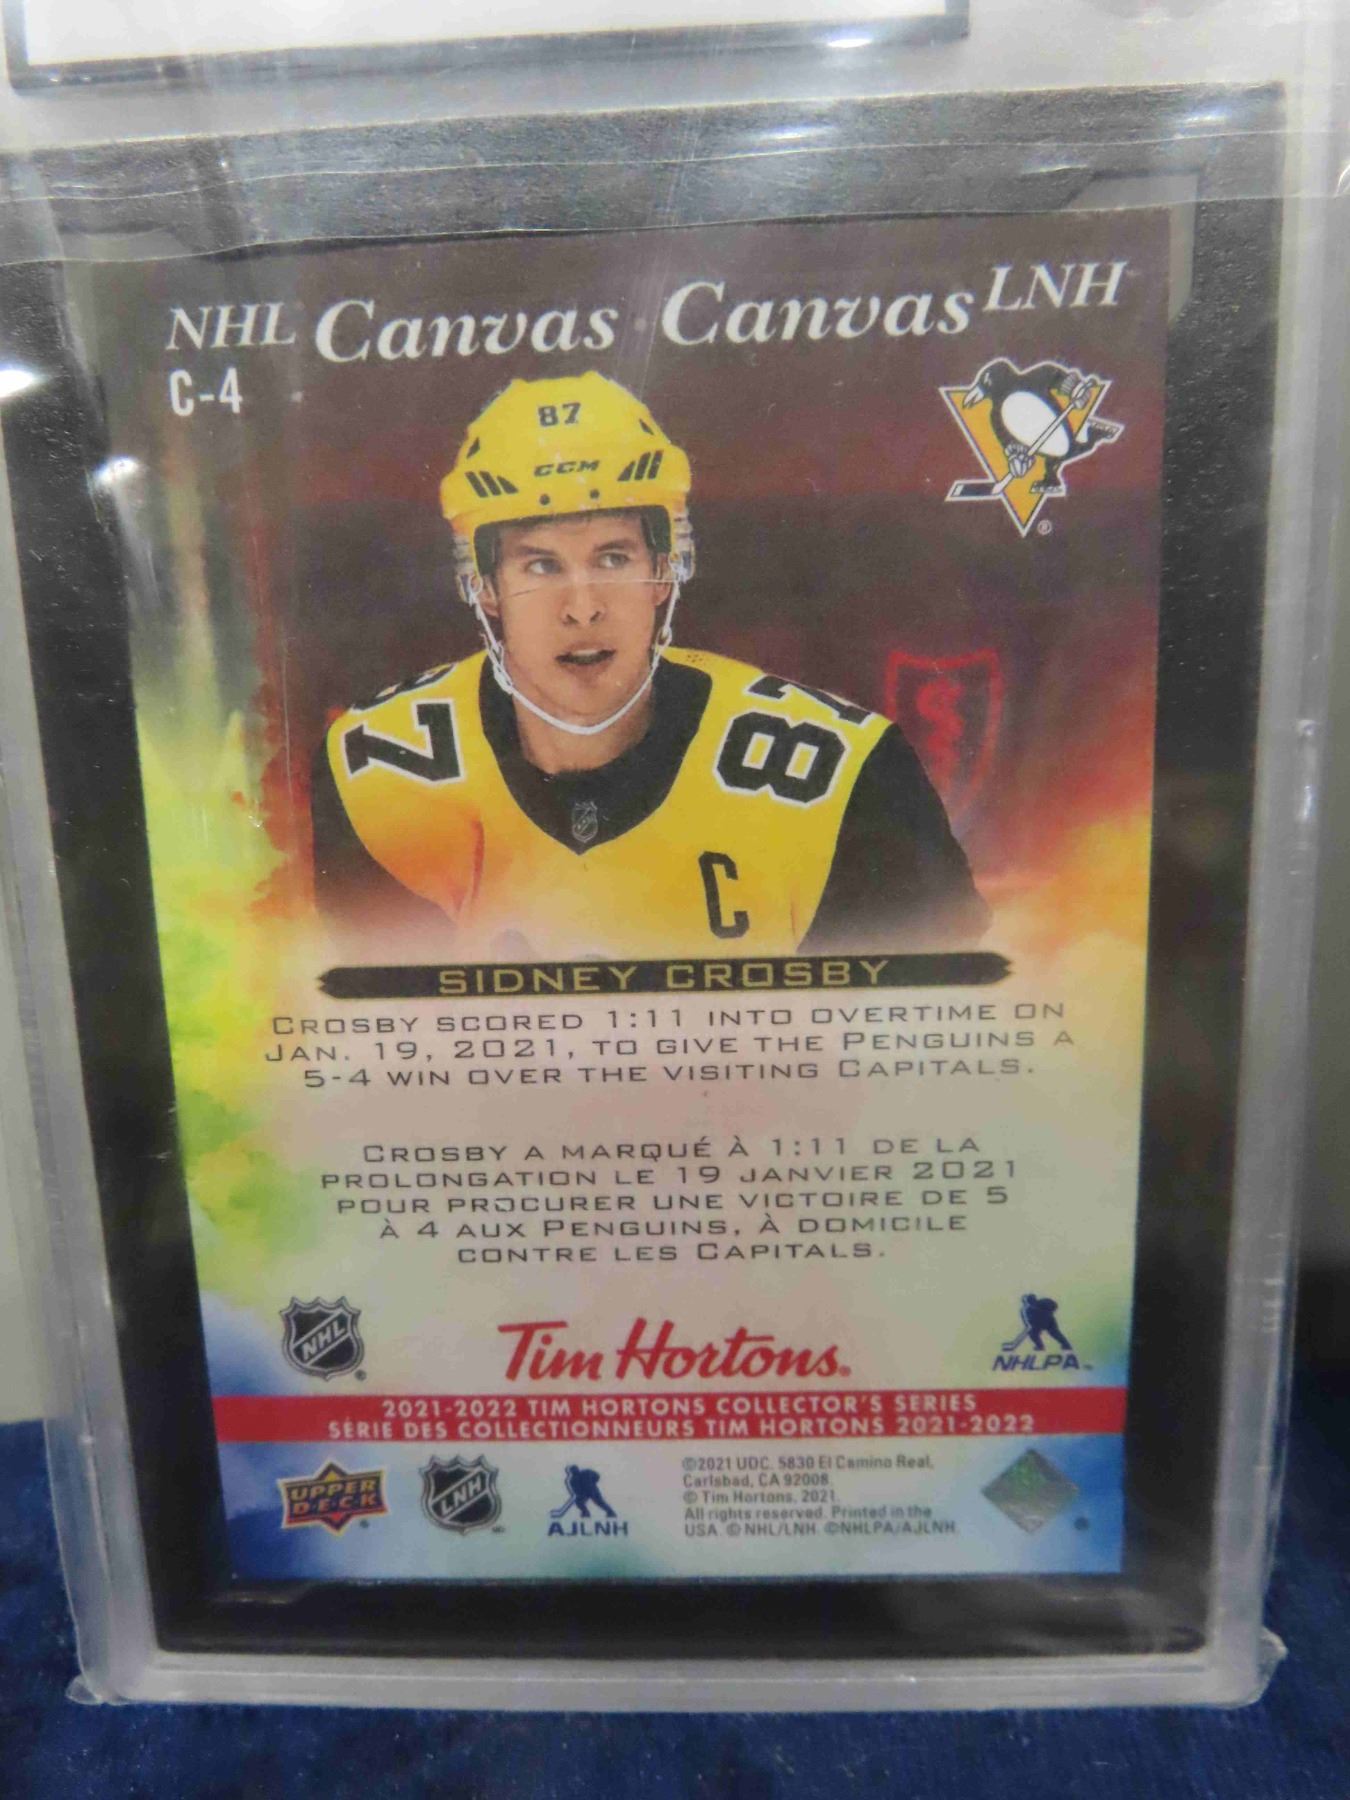 NHL Canvas Canvas LNH
C-4
87
CCM
87
87
C
SIDNEY CROSBY
CROSBY SCORED 1:11 INTO OVERTIME ON
JAN. 19, 2021, TO GIVE THE PENGUINS A
5-4 WIN OVER THE VISITING CAPITALS.
CROSBY A MARQUÉ À 1:11 DE LA
PROLONGATION LE 19 JANVIER 2021
POUR PROCURER UNE VICTOIRE DE 5
À 4 AUX PENGUINS, À DOMICILE
CONTRE LES CAPITALS.
NHL
Tim Hortons®
NHLPA™
2021-2022 TIM HORTONS COLLECTOR'S SERIES
SÉRIE DES COLLECTIONNEURS TIM HORTONS 2021-2022
UPPER DECK
LNH
AJLNH
©2021 UDC. 5830 El Camino Real,
Carlsbad, CA 92008.
© Tim Hortons, 2021.
All rights reserved. Printed in the
USA. © NHL/LNH. ©NHLPA/AJLNH.